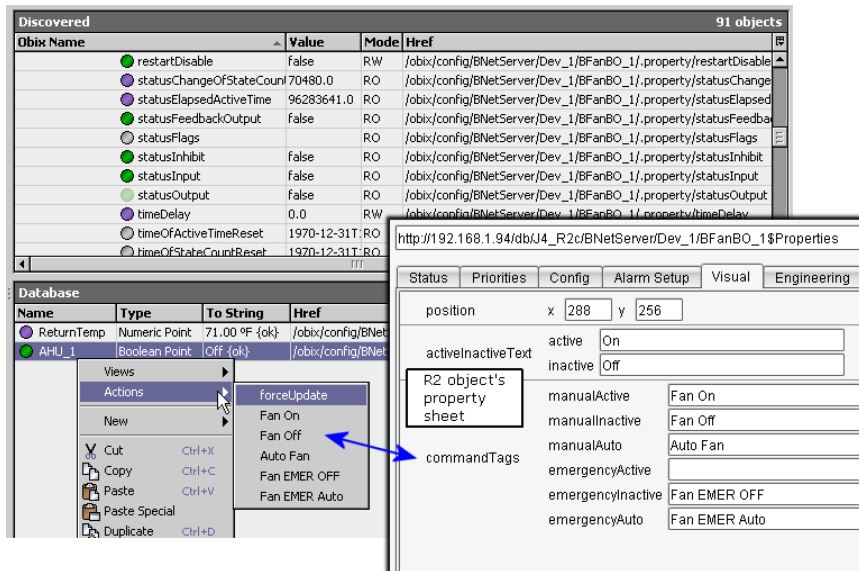 Discovered 91 objects
Obix Name Value Mode Href
restartDisable false RW /obix/config/BNetServer/Dev_1/BFanBO_1/.property/restartDisable
statusChangeOfStateCount 70480.0 RO /obix/config/BNetServer/Dev_1/BFanBO_1/.property/statusChange
statusElapsedActiveTime 96283641.0 RO /obix/config/BNetServer/Dev_1/BFanBO_1/.property/statusElapsed
statusFeedbackOutput false RO /obix/config/BNetServer/Dev_1/BFanBO_1/.property/statusFeedba
statusFlags RO /obix/config/BNetServer/Dev_1/BFanBO_1/.property/statusFlags
statusInhibit false RO /obix/config/BNetServer/Dev_1/BFanBO_1/.property/statusInhibit
statusInput false RO /obix/config/BNetServer/Dev_1/BFanBO_1/.property/statusInput
statusOutput false RO /obix/config/BNetServer/Dev_1/BFanBO_1/.property/statusOutput
timeDelay 0.0 RW /obix/config/BNetServer/Dev_1/BFanBO_1/.property/timeDelay
timeOfActiveTimeReset 1970-12-31T: RO
timeOfStateCountReset 1970-12-31T: RO
Database
Name Type To String Href
ReturnTemp Numeric Point 71.00 ºF {ok} /obix/config/BNet
AHU_1 Boolean Point Off {ok} /obix/config/BNet
Views
Actions
New
Cut Ctrl+X
Copy Ctrl+C
Paste Ctrl+V
Paste Special
Duplicate Ctrl+D
forceUpdate
Fan On
Fan Off
Auto Fan
Fan EMER OFF
Fan EMER Auto
http://192.168.1.94/db/J4_R2c/BNetServer/Dev_1/BFanBO_1$Properties
Status Priorities Config Alarm Setup Visual Engineering
position x 288 y 256
activeInactiveText
active On
inactive Off
R2 object's
property
sheet
commandTags
manualActive Fan On
manualInactive Fan Off
manualAuto Auto Fan
emergencyActive
emergencyInactive Fan EMER OFF
emergencyAuto Fan EMER Auto